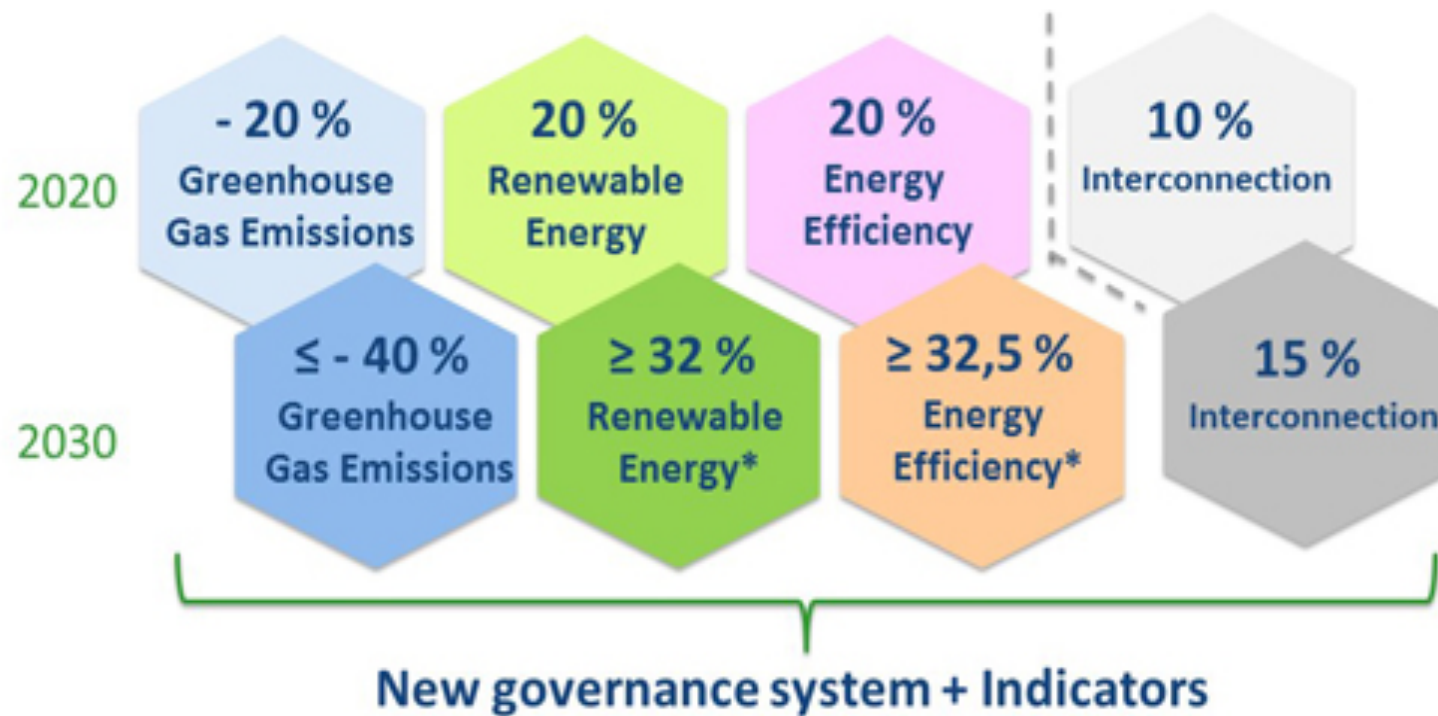 2020
- 20 %
Greenhouse
Gas Emissions
20 %
Renewable
Energy
20 %
Energy
Efficiency
10 %
Interconnection
2030
≤ - 40 %
Greenhouse
Gas Emissions
≥ 32 %
Renewable
Energy*
≥ 32,5 %
Energy
Efficiency*
15 %
Interconnection
New governance system + Indicators